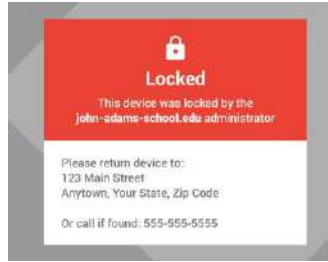 Locked
This device was locked by the
john-adams-school.edu administrator
Please return device to:
123 Main Street
Anytown, Your State, Zip Code
Or call if found: 555-555-5555